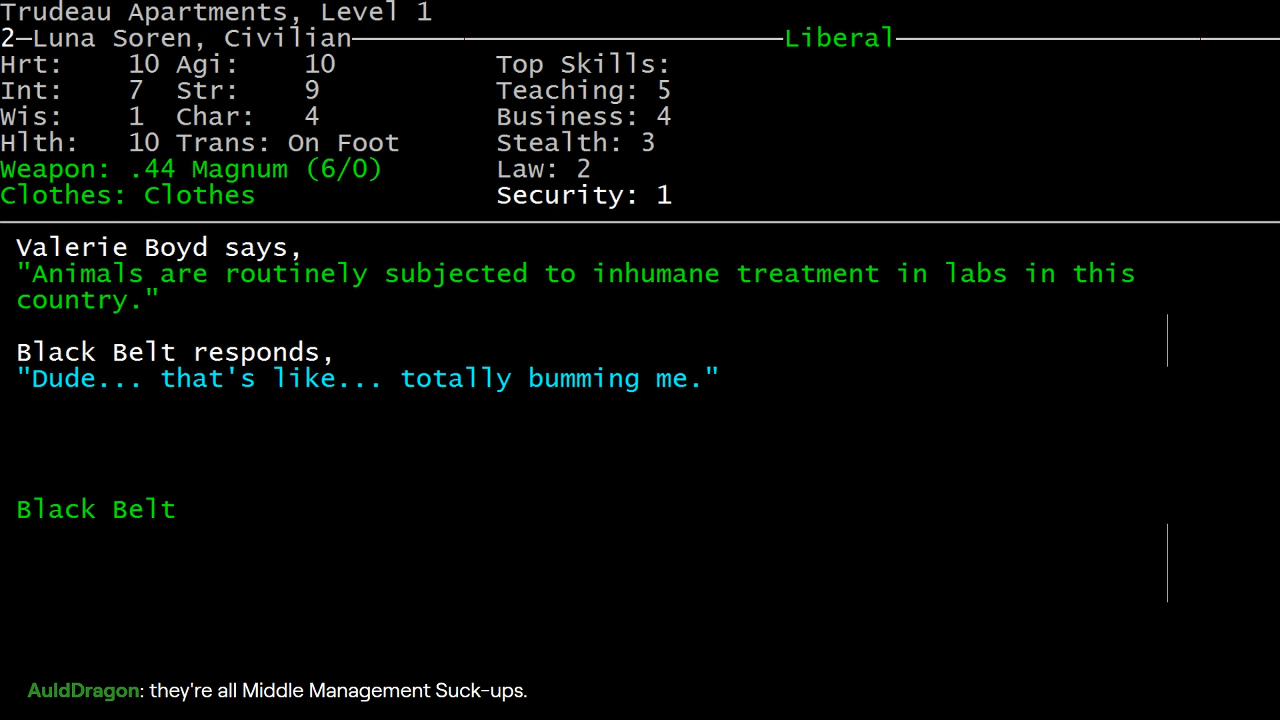 Trudeau Apartments, Level 1
2—Luna Soren, Civilian Liberal
Hrt: 10 Agi: 10 Top Skills:
Int: 7 Str: 9 Teaching: 5
Wis: 1 Char: 4 Business: 4
Hlth: 10 Trans: On Foot Stealth: 3
Weapon: .44 Magnum (6/0) Law: 2
Clothes: Clothes Security: 1
Valerie Boyd says,
"Animals are routinely subjected to inhumane treatment in labs in this
country."
Black Belt responds,
"Dude... that's like... totally bumming me."
Black Belt
AuldDragon: they're all Middle Management Suck-ups.